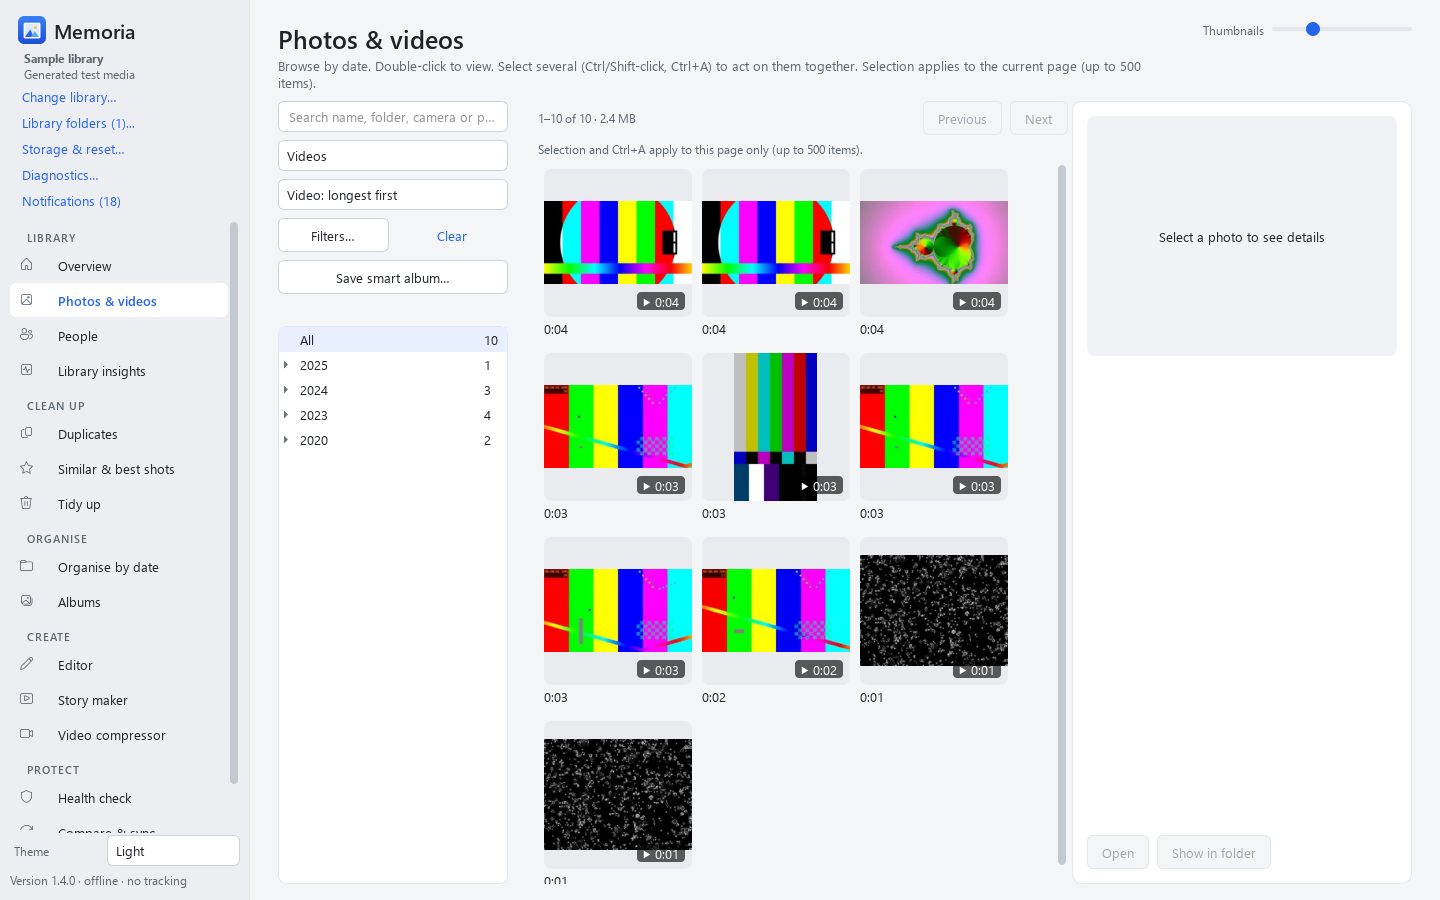 Memoria
Sample library
Generated test media
Change library...
Library folders (1)...
Storage & reset...
Diagnostics...
Notifications (18)
LIBRARY
Overview
Photos & videos
People
Library insights
CLEAN UP
Duplicates
Similar & best shots
Tidy up
ORGANISE
Organise by date
Albums
CREATE
Editor
Story maker
Video compressor
PROTECT
Health check
Compare & sync
Theme
Light
Version 1.4.0 · offline · no tracking
Photos & videos
Browse by date. Double-click to view. Select several (Ctrl/Shift-click, Ctrl+A) to act on them together. Selection applies to the current page (up to 500
items).
Thumbnails
Search name, folder, camera or p...
Videos
Video: longest first
Filters...
Clear
Save smart album...
All 10
2025 1
2024 3
2023 4
2020 2
1–10 of 10 · 2.4 MB
Previous
Next
Selection and Ctrl+A apply to this page only (up to 500 items).
0:04
0:04
0:04
0:04
0:04
0:04
0:03
0:03
0:03
0:03
0:03
0:03
0:03
0:02
0:01
0:03
0:02
0:01
0:01
0:01
Select a photo to see details
Open
Show in folder